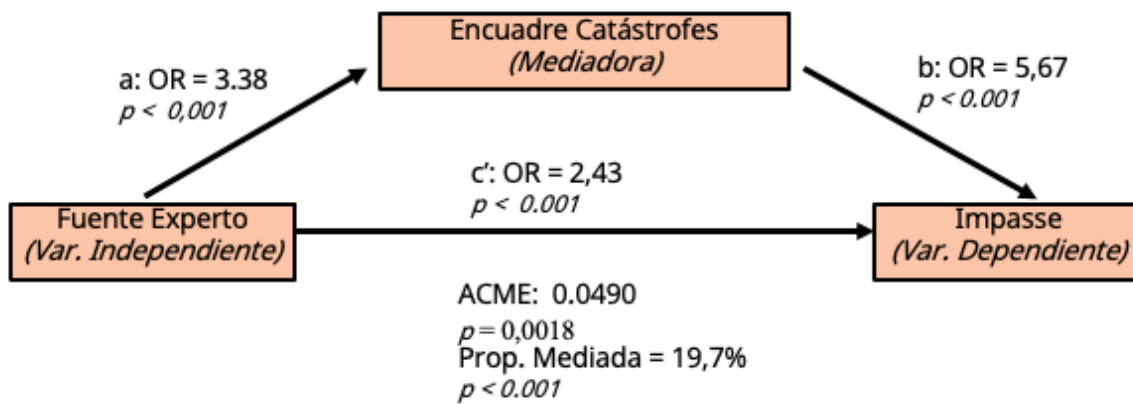 Encuadre Catástrofes
(Mediadora)
a: OR = 3.38
p < 0,001
b: OR = 5,67
p < 0.001
c’: OR = 2,43
p < 0.001
Fuente Experto
(Var. Independiente)
Impasse
(Var. Dependiente)
ACME: 0.0490
p = 0,0018
Prop. Mediada = 19,7%
p < 0.001